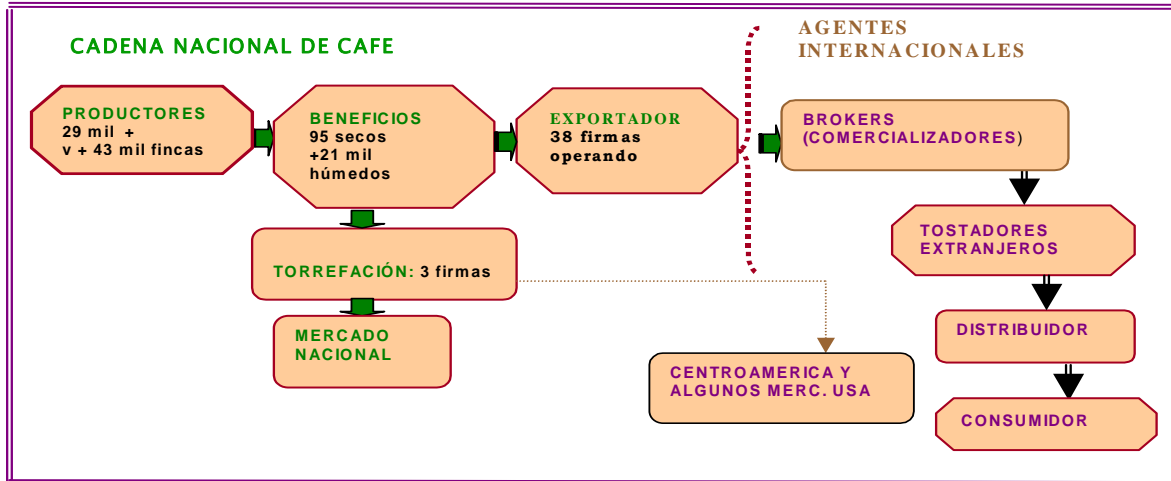 CADENA NACIONAL DE CAFE
AGENTES
INTERNACIONALES
PRODUCTORES
29 mil +
v + 43 mil fincas
BENEFICIOS
95 secos
+21 mil
húmedos
EXPORTADOR
38 firmas
operando
BROKERS
(COMERCIALIZADORES)
TOSTADORES
EXTRANJEROS
TORREFACIÓN: 3 firmas
DISTRIBUIDOR
MERCADO
NACIONAL
CENTROAMERICA Y
ALGUNOS MERC. USA
CONSUMIDOR